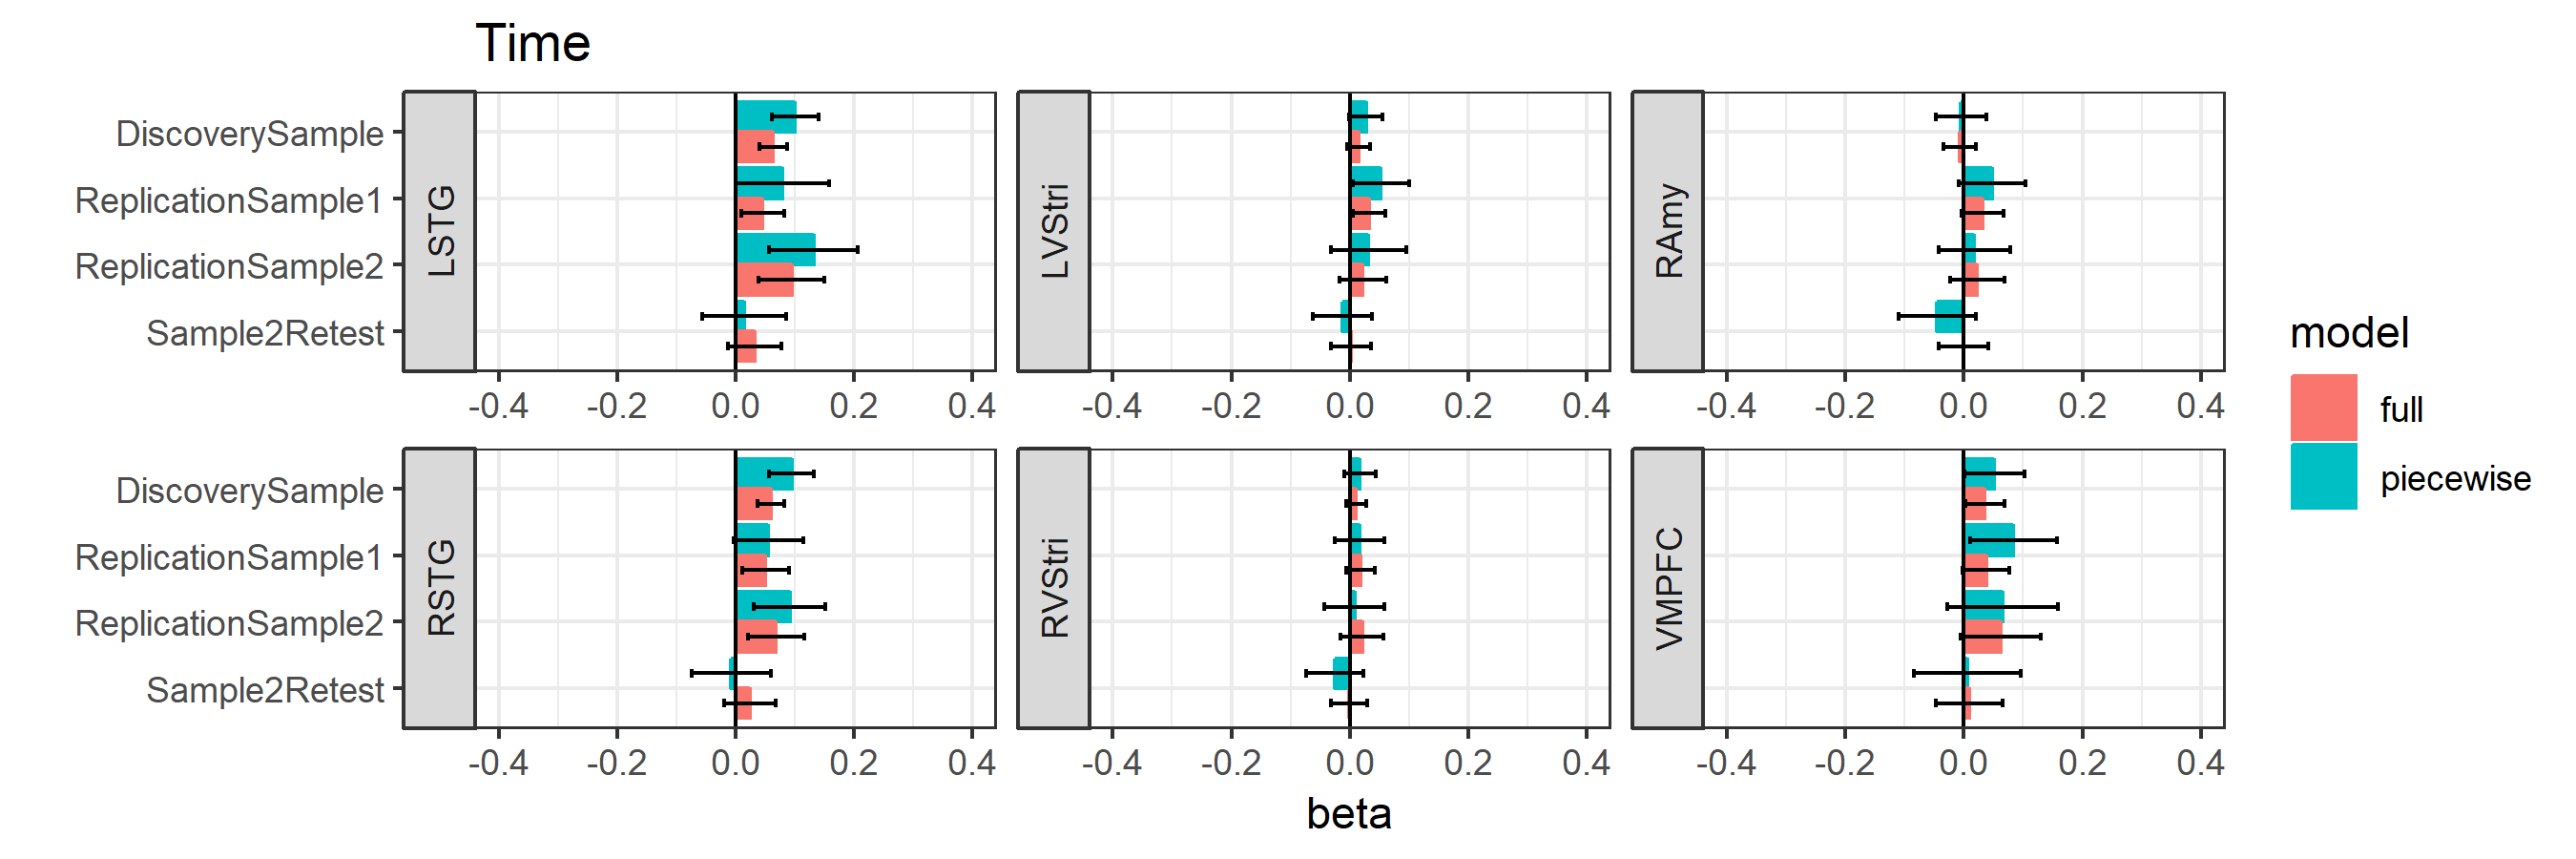 Time
DiscoverySample
ReplicationSample1
ReplicationSample2
Sample2Retest
LSTG
LVStri
RAmy
-0.4 -0.2 0.0 0.2 0.4
-0.4 -0.2 0.0 0.2 0.4
-0.4 -0.2 0.0 0.2 0.4
DiscoverySample
ReplicationSample1
ReplicationSample2
Sample2Retest
RSTG
RVStri
VMPFC
-0.4 -0.2 0.0 0.2 0.4
-0.4 -0.2 0.0 0.2 0.4
-0.4 -0.2 0.0 0.2 0.4
beta
model
full
piecewise